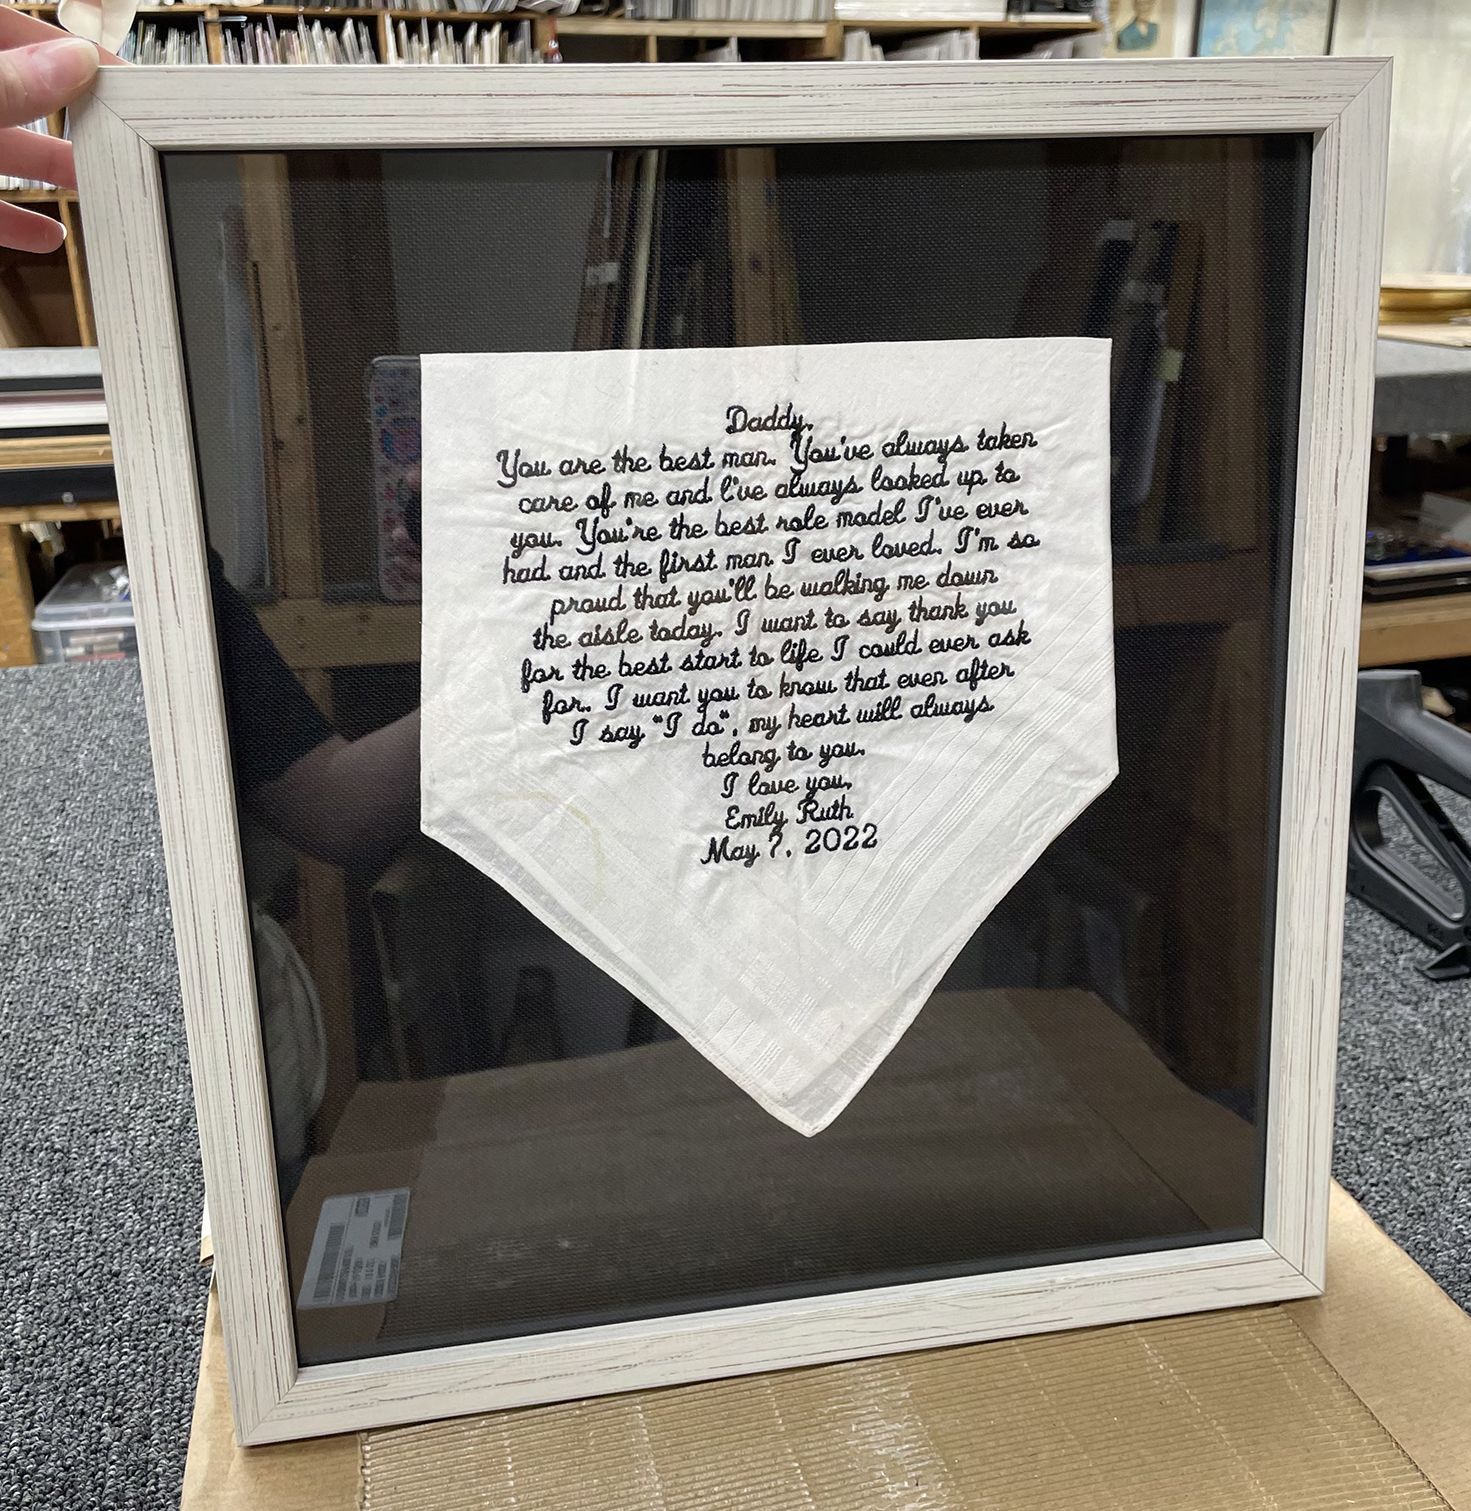 Daddy,
You are the best man. You've always taken
care of me and I've always looked up to
you. You're the best role model I've ever
had and the first man I ever loved. I'm so
proud that you'll be walking me down
the aisle today. I want to say thank you
for the best start to life I could ever ask
for. I want you to know that even after
I say "I do", my heart will always
belong to you.
I love you,
Emily Ruth
May 7, 2022